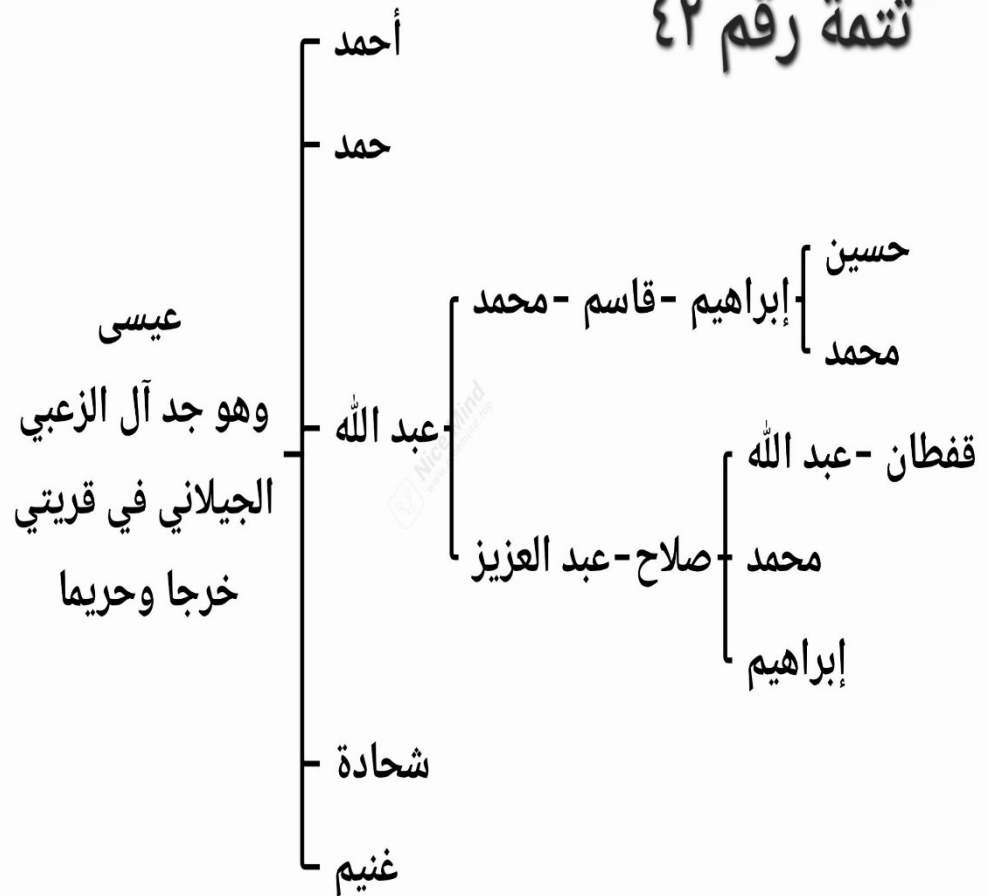 تتمة رقم ٤٢
عيسى
وهو جد آل الزعبي
الجيلاني في قريتي
خرجا وحريما
أحمد
حمد
عبد الله
محمد - قاسم - إبراهيم
حسين
محمد
عبد العزيز - صلاح
عبد الله - قفطان
محمد
إبراهيم
شحادة
غنيم
NiceMind